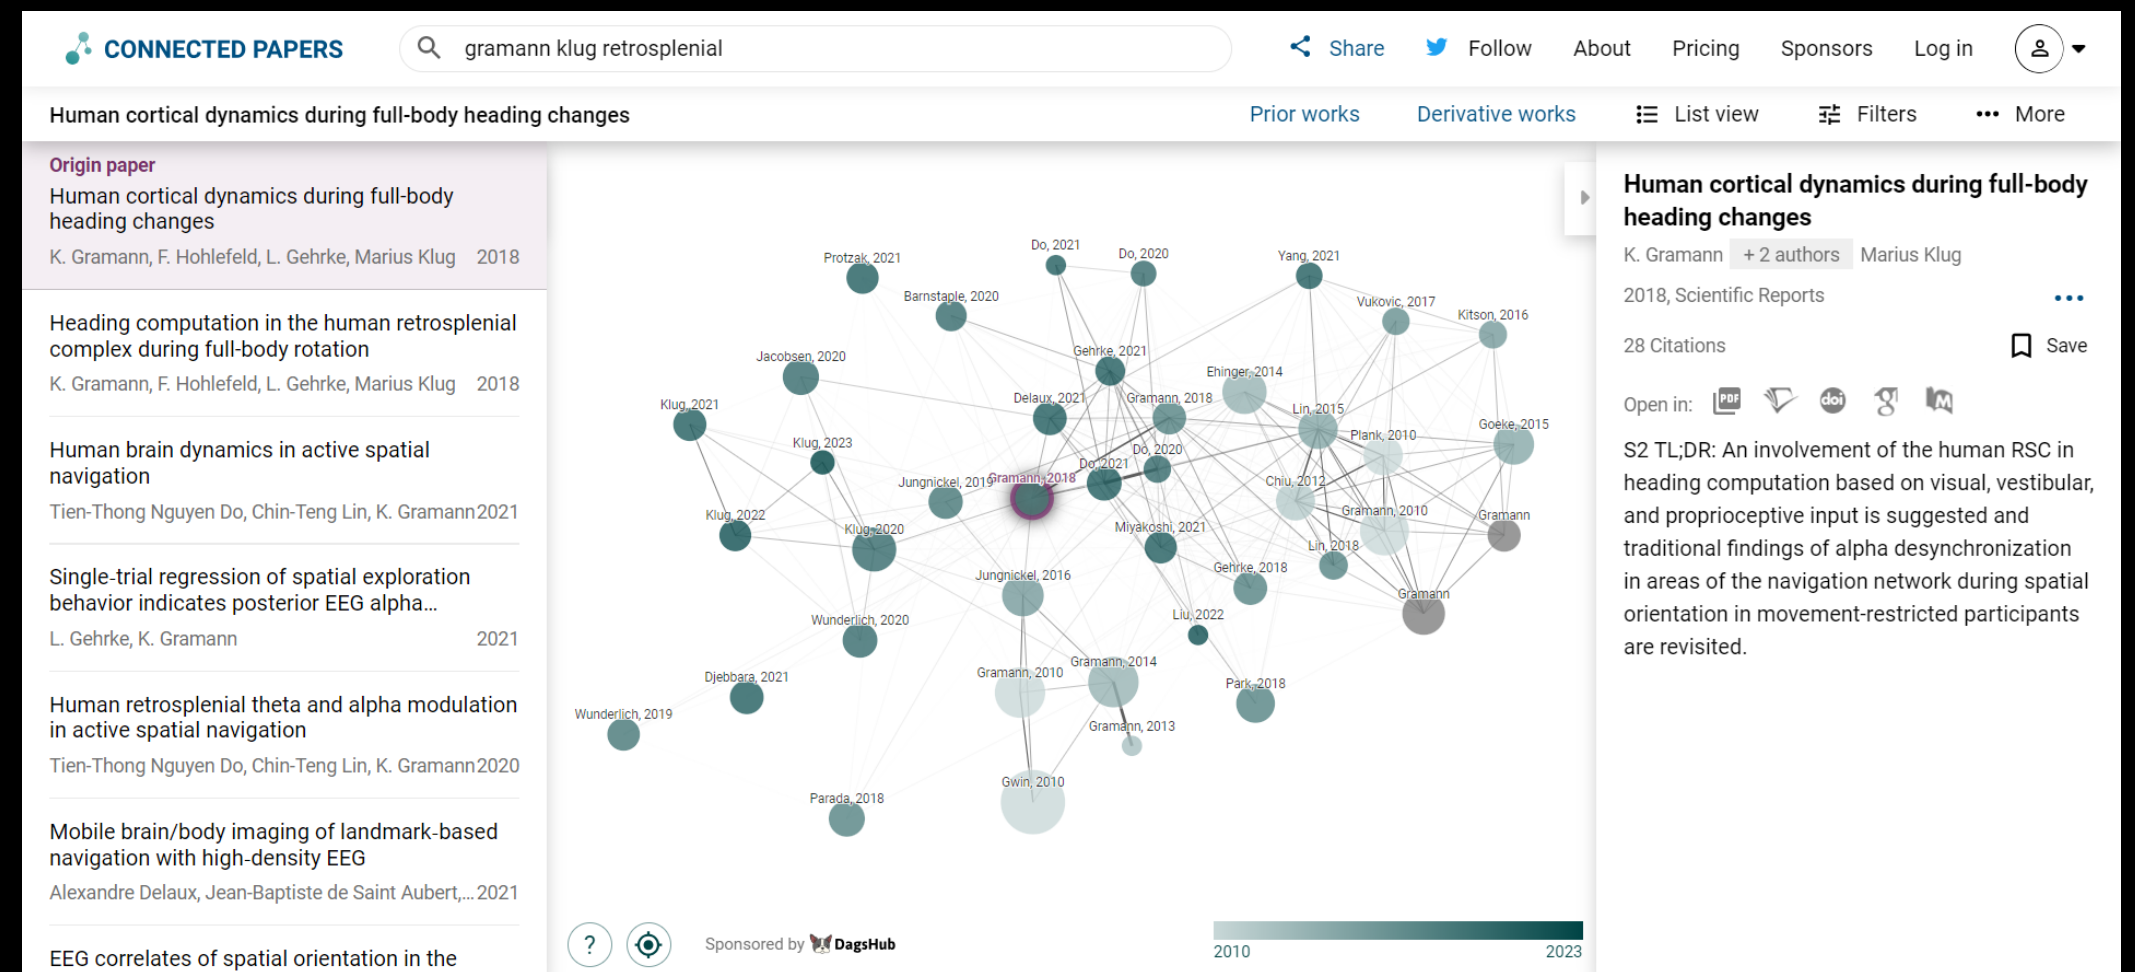 CONNECTED PAPERS
gramann klug retrosplenial
Share
Follow
About
Pricing
Sponsors
Log in
Human cortical dynamics during full-body heading changes
Prior works
Derivative works
List view
Filters
More
Origin paper
Human cortical dynamics during full-body
heading changes
K. Gramann, F. Hohlefeld, L. Gehrke, Marius Klug 2018
Heading computation in the human retrosplenial
complex during full-body rotation
K. Gramann, F. Hohlefeld, L. Gehrke, Marius Klug 2018
Human brain dynamics in active spatial
navigation
Tien-Thong Nguyen Do, Chin-Teng Lin, K. Gramann 2021
Single-trial regression of spatial exploration
behavior indicates posterior EEG alpha...
L. Gehrke, K. Gramann 2021
Human retrosplenial theta and alpha modulation
in active spatial navigation
Tien-Thong Nguyen Do, Chin-Teng Lin, K. Gramann 2020
Mobile brain/body imaging of landmark-based
navigation with high-density EEG
Alexandre Delaux, Jean-Baptiste de Saint Aubert,... 2021
EEG correlates of spatial orientation in the
Do, 2021
Do, 2020
Yang, 2021
Protzak, 2021
Barnstaple, 2020
Vukovic, 2017
Kitson, 2016
Jacobsen, 2020
Gehrke, 2021
Ehinger, 2014
Klug, 2021
Delaux, 2021
Gramann, 2018
Lin, 2015
Goeke, 2015
Klug, 2023
Plank, 2010
Do, 2020
Do, 2021
Jungnickel, 2019
Gramann, 2018
Chiu, 2012
Klug, 2022
Klug, 2020
Miyakoshi, 2021
Gramann, 2010
Gramann
Lin, 2018
Gehrke, 2018
Jungnickel, 2016
Gramann
Wunderlich, 2020
Liu, 2022
Gramann, 2010
Gramann, 2014
Djebbara, 2021
Park, 2018
Wunderlich, 2019
Gramann, 2013
Gwin, 2010
Parada, 2018
?
Sponsored by DagsHub
2010
2023
Human cortical dynamics during full-body
heading changes
K. Gramann + 2 authors Marius Klug
2018, Scientific Reports
28 Citations
Save
Open in:
PDF
doi
S2 TL;DR: An involvement of the human RSC in
heading computation based on visual, vestibular,
and proprioceptive input is suggested and
traditional findings of alpha desynchronization
in areas of the navigation network during spatial
orientation in movement-restricted participants
are revisited.